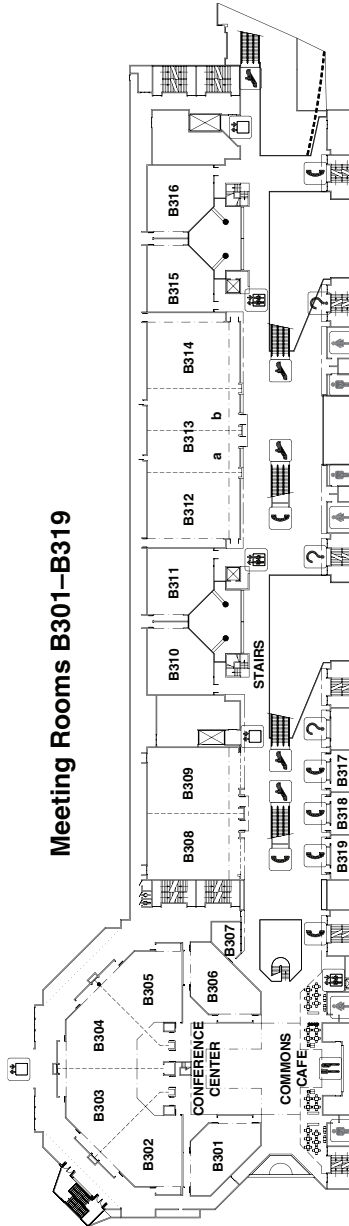 Meeting Rooms B301–B319
B316
B315
B314
B313
a b
B312
B311
B310
STAIRS
B309
B308
B317
B318
B319
B307
B306
B305
B304
B303
B302
B301
CONFERENCE
CENTER
COMMONS
CAFE
?
?
?